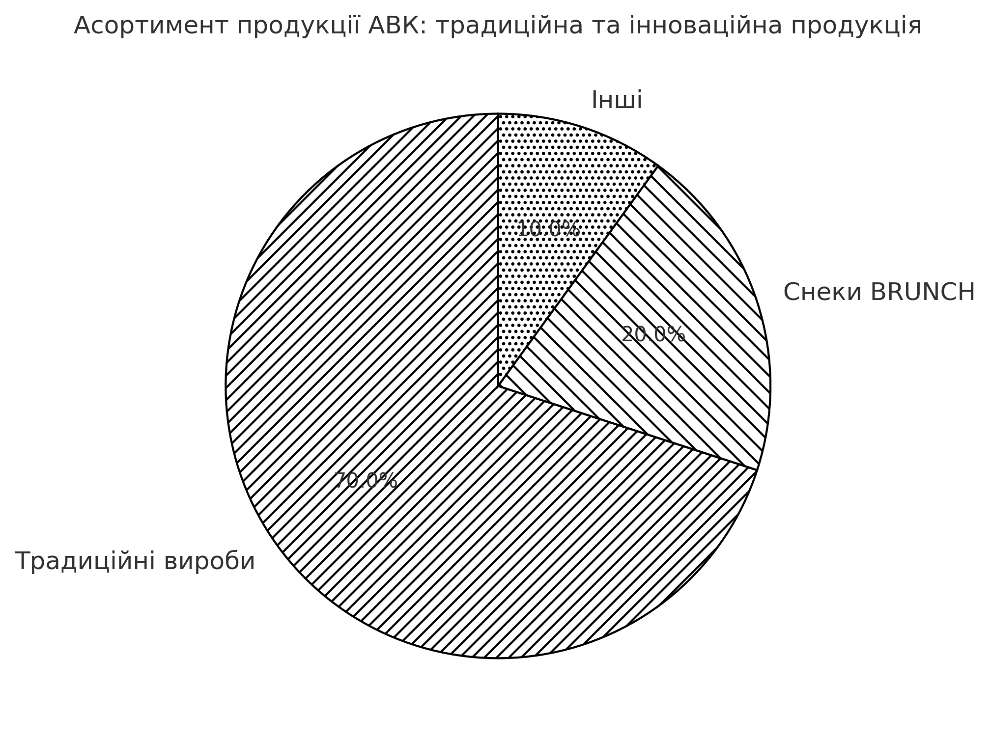 Асортимент продукції АВК: традиційна та інноваційна продукція
Інші
10.0%
Снеки BRUNCH
20.0%
70.0%
Традиційні вироби